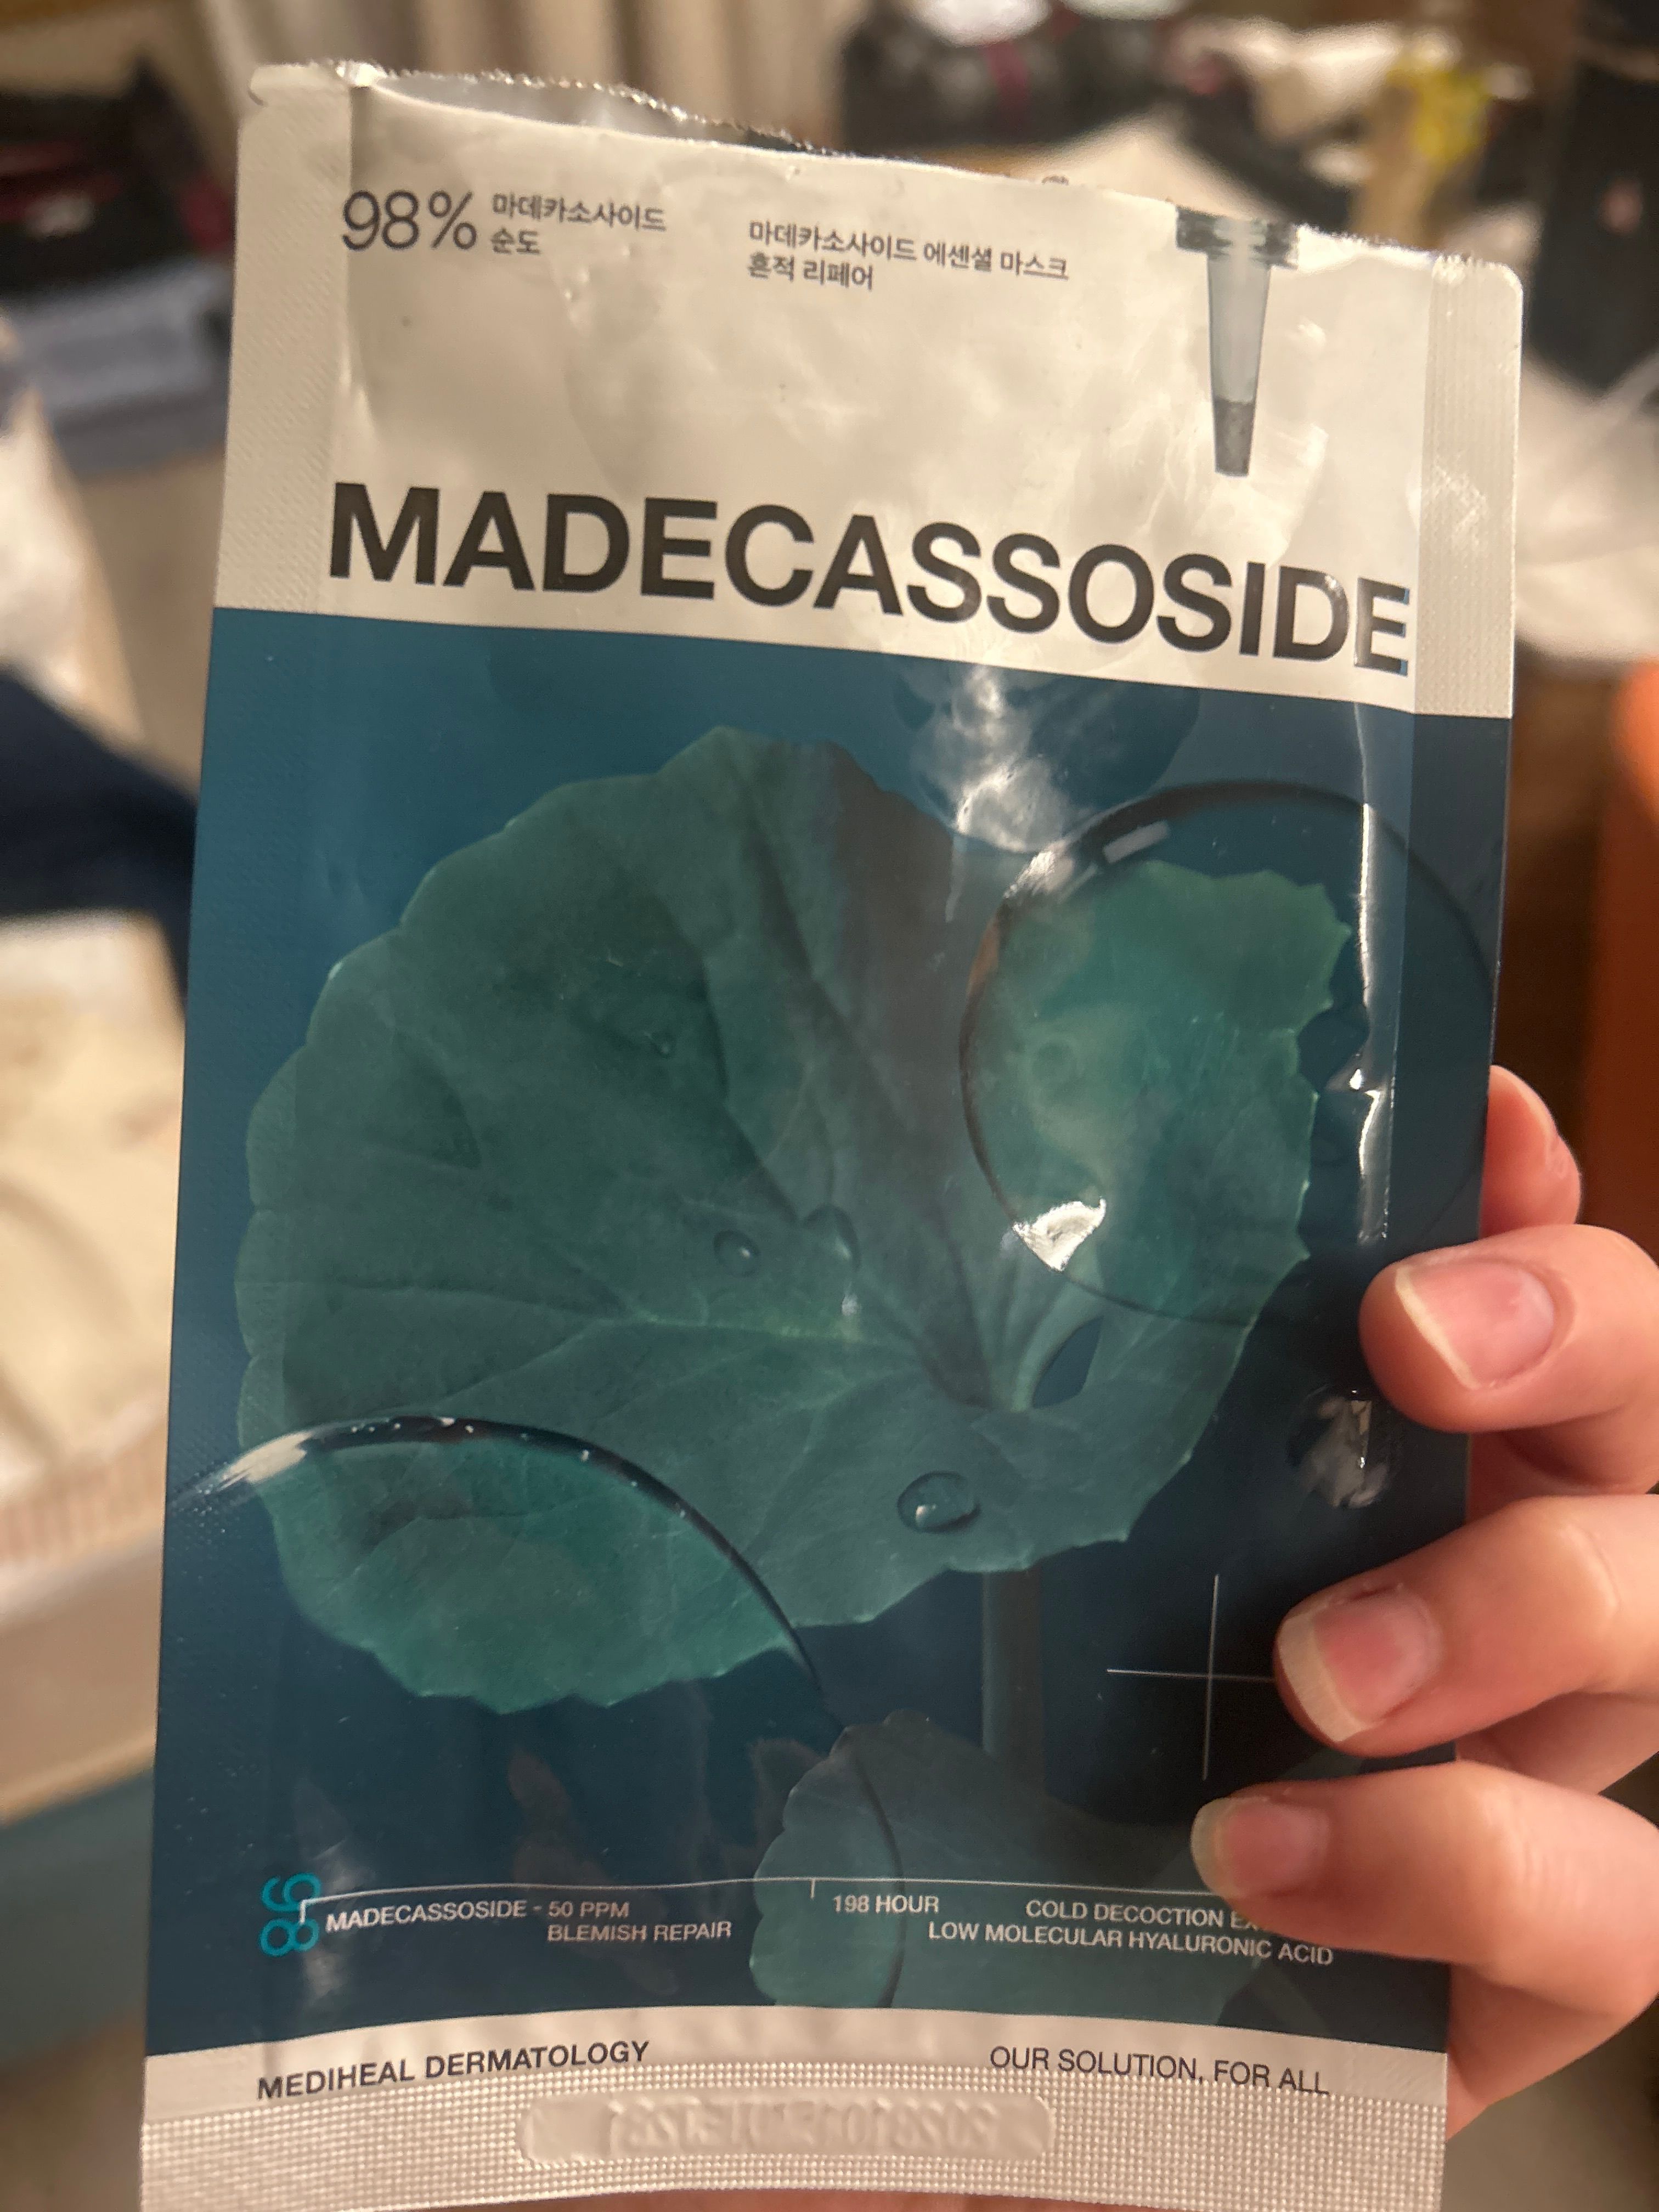 98% 마데카소사이드
순도
마데카소사이드 에센셜 마스크
흔적 리페어
MADECASSOSIDE
98
MADECASSOSIDE - 50 PPM
BLEMISH REPAIR
198 HOUR
COLD DECOCTION
LOW MOLECULAR HYALURONIC ACID
MEDIHEAL DERMATOLOGY
OUR SOLUTION, FOR ALL